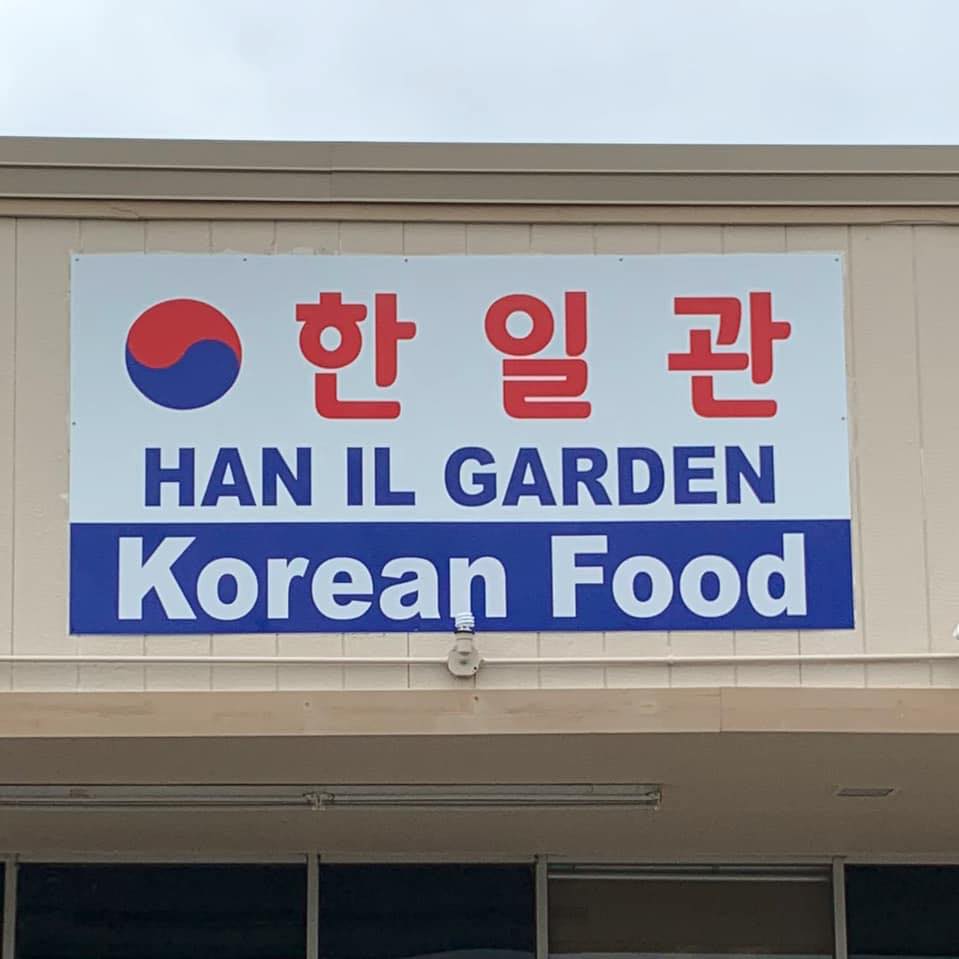 한일관
HAN IL GARDEN
Korean Food